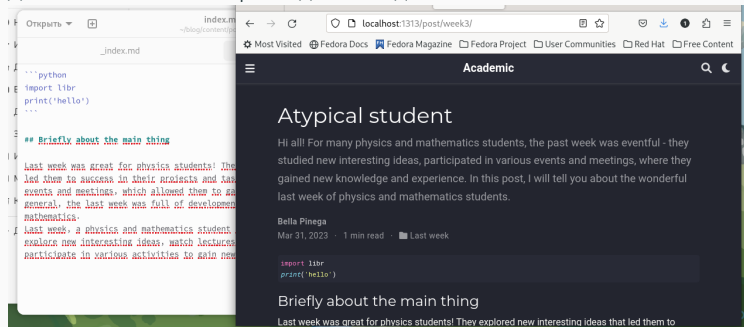 Открыть
index.m
~/blog/content/po
_index.md
```python
import libr
print('hello')
```
## Briefly about the main thing
Last week was great for physics students! The
led them to success in their projects and tas
events and meetings, which allowed them to ga
general, the last week was full of developmen
mathematics.
Last week, a physics and mathematics student
explore new interesting ideas, watch lectures
participate in various activities to gain new
localhost:1313/post/week3/
Most Visited Fedora Docs Fedora Magazine Fedora Project User Communities Red Hat Free Content
Academic
Atypical student
Hi all! For many physics and mathematics students, the past week was eventful - they
studied new interesting ideas, participated in various events and meetings, where they
gained new knowledge and experience. In this post, I will tell you about the wonderful
last week of physics and mathematics students.
Bella Pinega
Mar 31, 2023 · 1 min read · Last week
import libr
print('hello')
Briefly about the main thing
Last week was great for physics students! They explored new interesting ideas that led them to